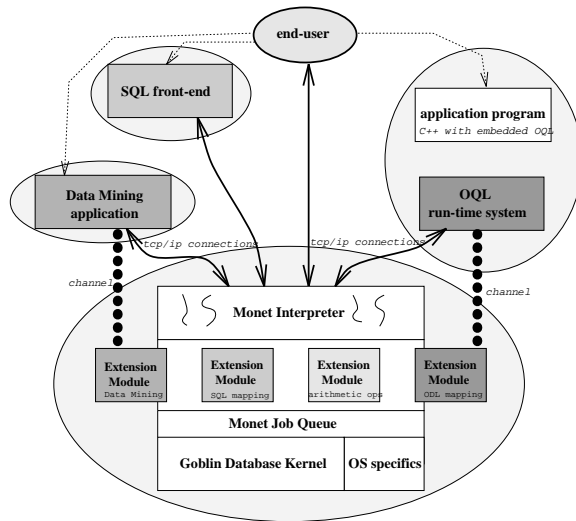 end-user
SQL front-end
application program
C++ with embedded OQL
Data Mining
application
OQL
run-time system
tcp/ip connections
tcp/ip connections
channel
channel
Monet Interpreter
Extension
Module
Data Mining
Extension
Module
SQL mapping
Extension
Module
arithmetic ops
Extension
Module
ODL mapping
Monet Job Queue
Goblin Database Kernel
OS specifics